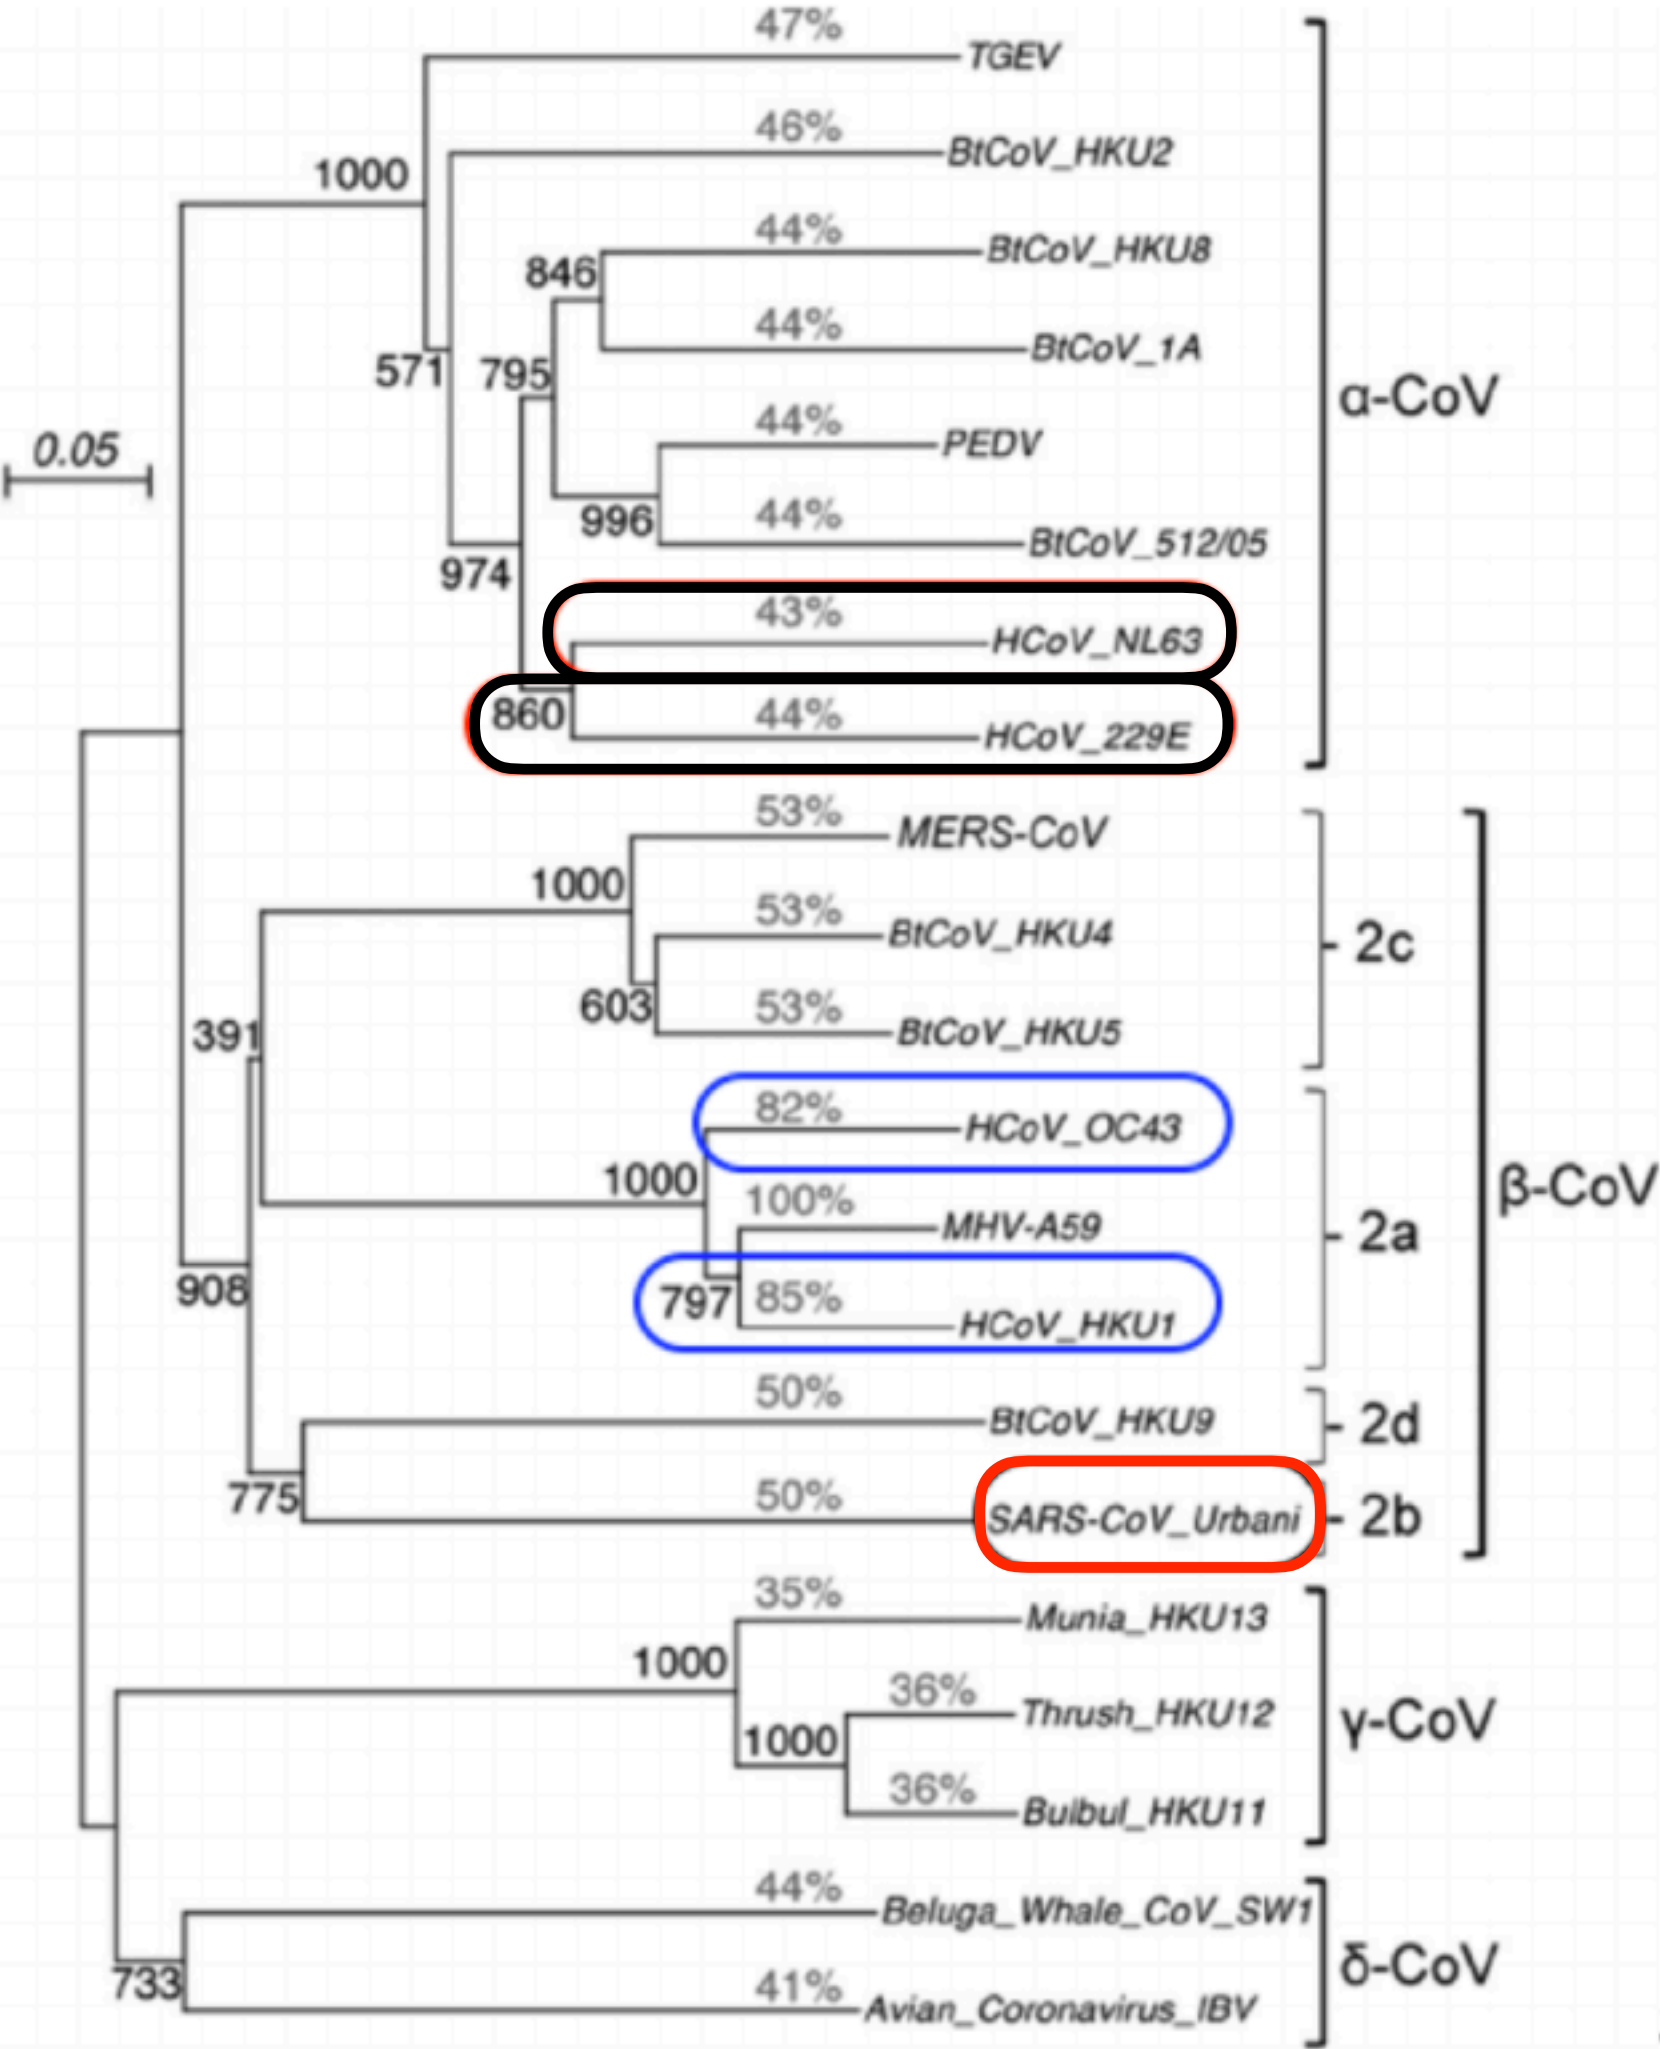 47%
TGEV
46%
BtCoV_HKU2
1000
44%
BtCoV_HKU8
846
44%
BtCoV_1A
571
795
α-CoV
0.05
44%
PEDV
996
44%
BtCoV_512/05
974
43%
HCoV_NL63
860
44%
HCoV_229E
53%
MERS-CoV
1000
53%
BtCoV_HKU4
2c
603
53%
BtCoV_HKU5
391
82%
HCoV_OC43
1000
100%
MHV-A59
2a
β-CoV
908
797
85%
HCoV_HKU1
50%
BtCoV_HKU9
2d
775
50%
SARS-CoV_Urbani
2b
35%
Munia_HKU13
1000
36%
Thrush_HKU12
γ-CoV
1000
36%
Buibul_HKU11
44%
Beluga_Whale_CoV_SW1
δ-CoV
733
41%
Avian_Coronavirus_IBV